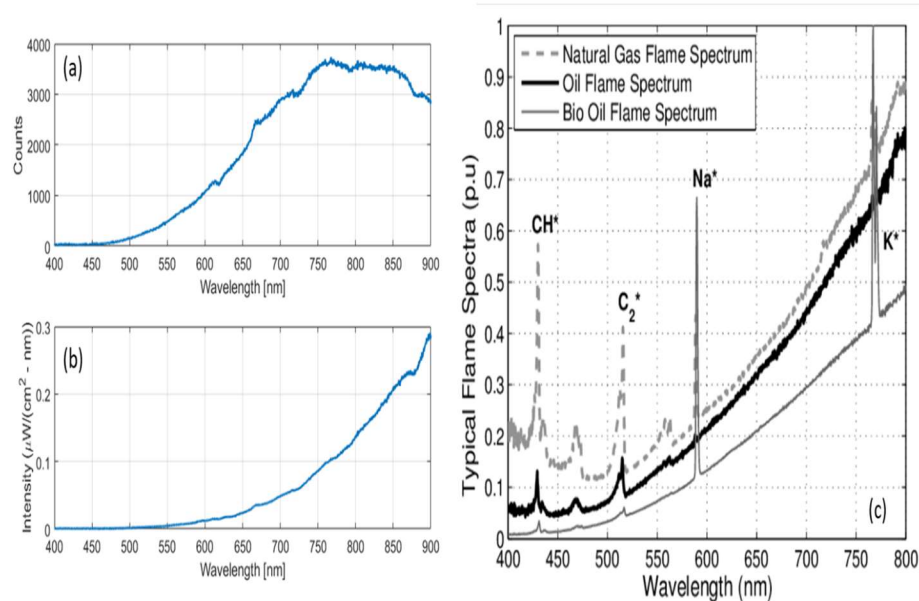 (a)
4000
3000
2000
1000
0
Counts
400 450 500 550 600 650 700 750 800 850 900
Wavelength [nm]
(b)
0.3
0.2
0.1
0
Intensity (μW/(cm² - nm))
400 450 500 550 600 650 700 750 800 850 900
Wavelength [nm]
Natural Gas Flame Spectrum
Oil Flame Spectrum
Bio Oil Flame Spectrum
1
0.9
0.8
0.7
0.6
0.5
0.4
0.3
0.2
0.1
0
Typical Flame Spectra (p.u)
CH*
C₂*
Na*
K*
(c)
400 450 500 550 600 650 700 750 800
Wavelength (nm)